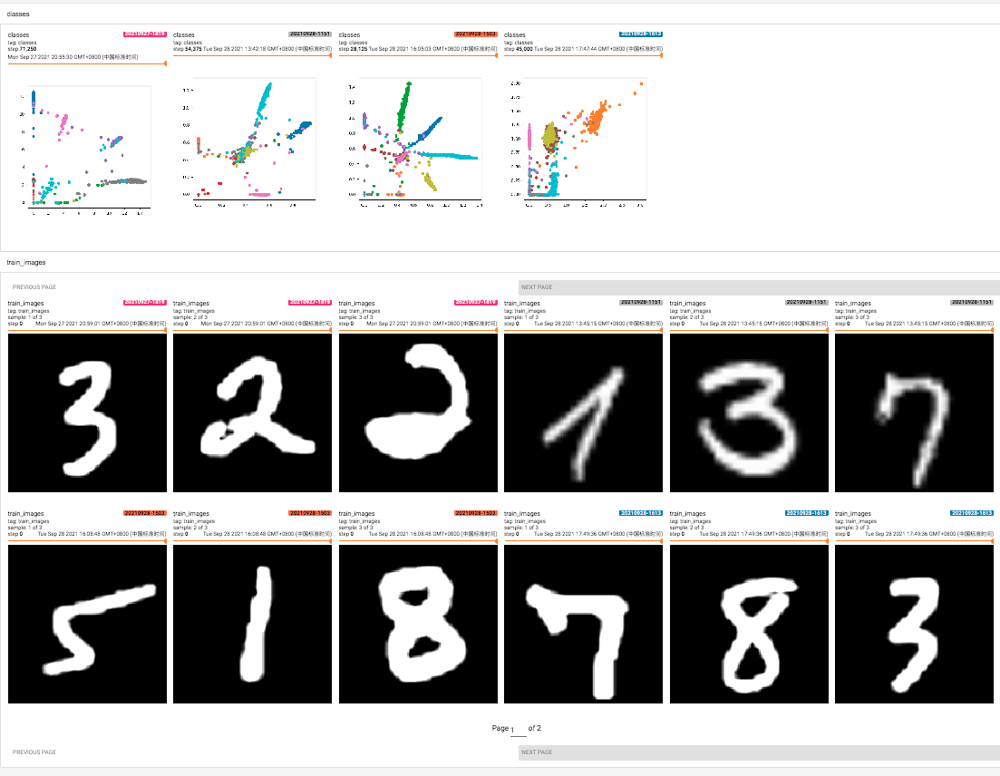 classes
classes 20210927-1819
tag: classes
step 71,250
Mon Sep 27 2021 20:55:30 GMT+0800 (中国标准时间)
classes 20210928-1151
tag: classes
step 54,375 Tue Sep 28 2021 13:42:18 GMT+0800 (中国标准时间)
classes 20210928-1503
tag: classes
step 28,125 Tue Sep 28 2021 16:05:03 GMT+0800 (中国标准时间)
classes 20210928-1613
tag: classes
step 45,000 Tue Sep 28 2021 17:47:44 GMT+0800 (中国标准时间)
train_images
PREVIOUS PAGE NEXT PAGE
train_images 20210927-1819
tag: train_images
sample: 1 of 3
step 0 Mon Sep 27 2021 20:59:01 GMT+0800 (中国标准时间)
train_images 20210927-1819
tag: train_images
sample: 2 of 3
step 0 Mon Sep 27 2021 20:59:01 GMT+0800 (中国标准时间)
train_images 20210927-1819
tag: train_images
sample: 3 of 3
step 0 Mon Sep 27 2021 20:59:01 GMT+0800 (中国标准时间)
train_images 20210928-1151
tag: train_images
sample: 1 of 3
step 0 Tue Sep 28 2021 13:45:15 GMT+0800 (中国标准时间)
train_images 20210928-1151
tag: train_images
sample: 2 of 3
step 0 Tue Sep 28 2021 13:45:15 GMT+0800 (中国标准时间)
train_images 20210928-1151
tag: train_images
sample: 3 of 3
step 0 Tue Sep 28 2021 13:45:15 GMT+0800 (中国标准时间)
3 2 2 1 3 7
train_images 20210928-1503
tag: train_images
sample: 1 of 3
step 0 Tue Sep 28 2021 16:08:48 GMT+0800 (中国标准时间)
train_images 20210928-1503
tag: train_images
sample: 2 of 3
step 0 Tue Sep 28 2021 16:08:48 GMT+0800 (中国标准时间)
train_images 20210928-1503
tag: train_images
sample: 3 of 3
step 0 Tue Sep 28 2021 16:08:48 GMT+0800 (中国标准时间)
train_images 20210928-1613
tag: train_images
sample: 1 of 3
step 0 Tue Sep 28 2021 17:49:36 GMT+0800 (中国标准时间)
train_images 20210928-1613
tag: train_images
sample: 2 of 3
step 0 Tue Sep 28 2021 17:49:36 GMT+0800 (中国标准时间)
train_images 20210928-1613
tag: train_images
sample: 3 of 3
step 0 Tue Sep 28 2021 17:49:36 GMT+0800 (中国标准时间)
5 1 8 7 8 3
Page 1 of 2
PREVIOUS PAGE NEXT PAGE